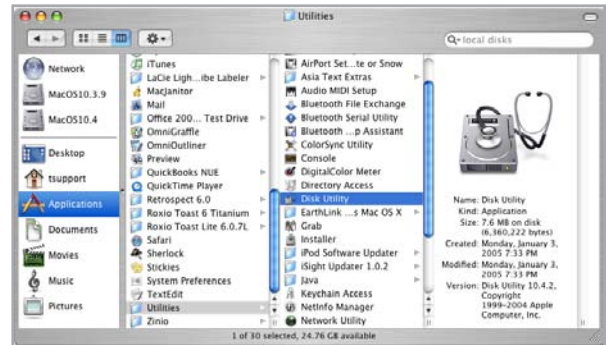 Utilities
local disks
Network
MacOS10.3.9
MacOS10.4
Desktop
tsupport
Applications
Documents
Movies
Music
Pictures
iTunes
LaCie Ligh...ibe Labeler
MacJanitor
Mail
Office 200... Test Drive
OmniGraffle
OmniOutliner
Preview
QuickBooks NUE
QuickTime Player
Retrospect 6.0
Roxio Toast 6 Titanium
Roxio Toast Lite 6.0.7L
Safari
Sherlock
Stickies
System Preferences
TextEdit
Utilities
Zinio
AirPort Set...te or Snow
Asia Text Extras
Audio MIDI Setup
Bluetooth File Exchange
Bluetooth Serial Utility
Bluetooth ...p Assistant
ColorSync Utility
Console
DigitalColor Meter
Directory Access
Disk Utility
EarthLink ...s Mac OS X
Grab
Installer
iPod Software Updater
iSight Updater 1.0.2
Java
Keychain Access
NetInfo Manager
Network Utility
Name: Disk Utility
Kind: Application
Size: 7.6 MB on disk
(6,360,222 bytes)
Created: Monday, January 3,
2005 7:33 PM
Modified: Monday, January 3,
2005 7:33 PM
Version: Disk Utility 10.4.2,
Copyright
1999-2004 Apple
Computer, Inc.
1 of 30 selected, 24.76 GB available